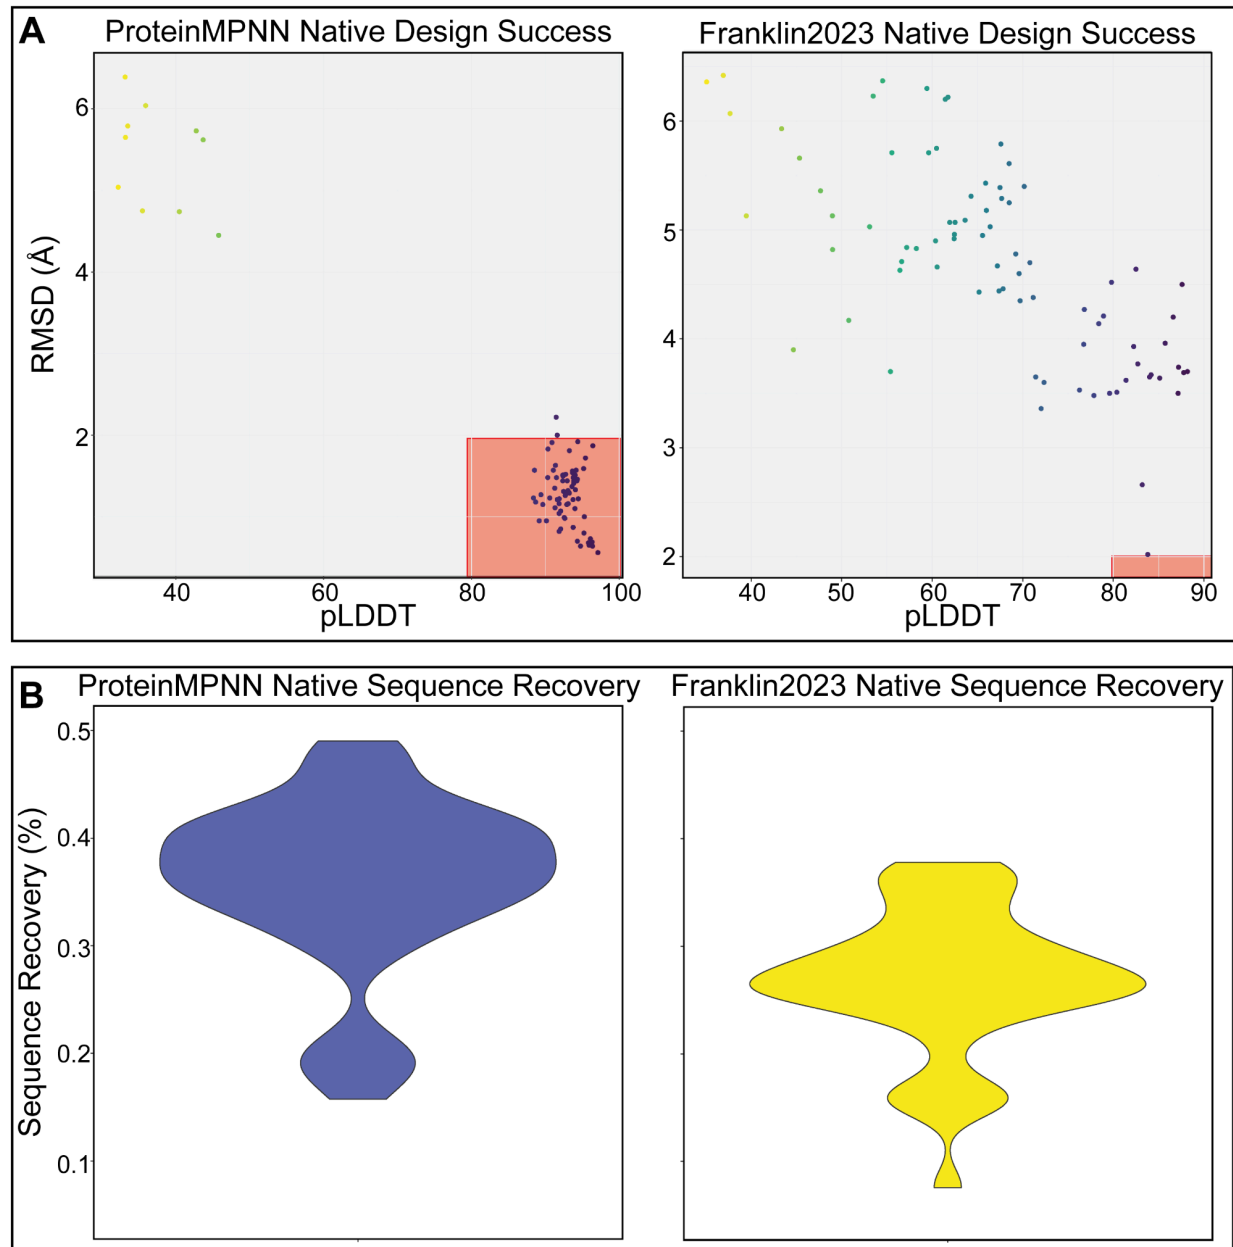 A
ProteinMPNN Native Design Success
Franklin2023 Native Design Success
RMSD (Å)
6
4
2
40 60 80 100
pLDDT
6
5
4
3
2
40 50 60 70 80 90
pLDDT
B
ProteinMPNN Native Sequence Recovery
Franklin2023 Native Sequence Recovery
Sequence Recovery (%)
0.5
0.4
0.3
0.2
0.1